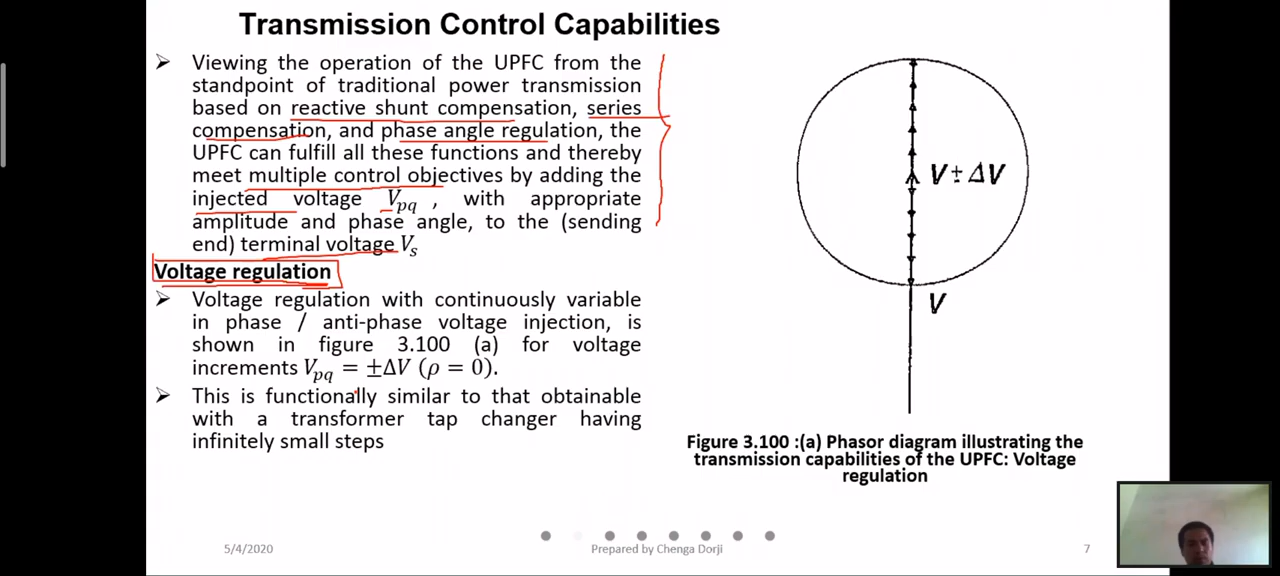 Transmission Control Capabilities
➢ Viewing the operation of the UPFC from the
standpoint of traditional power transmission
based on reactive shunt compensation, series
compensation, and phase angle regulation, the
UPFC can fulfill all these functions and thereby
meet multiple control objectives by adding the
injected voltage Vpq , with appropriate
amplitude and phase angle, to the (sending
end) terminal voltage Vs
Voltage regulation
➢ Voltage regulation with continuously variable
in phase / anti-phase voltage injection, is
shown in figure 3.100 (a) for voltage
increments Vpq = ±ΔV (ρ = 0).
➢ This is functionally similar to that obtainable
with a transformer tap changer having
infinitely small steps
V±ΔV
V
Figure 3.100 :(a) Phasor diagram illustrating the
transmission capabilities of the UPFC: Voltage
regulation
5/4/2020
Prepared by Chenga Dorji
7